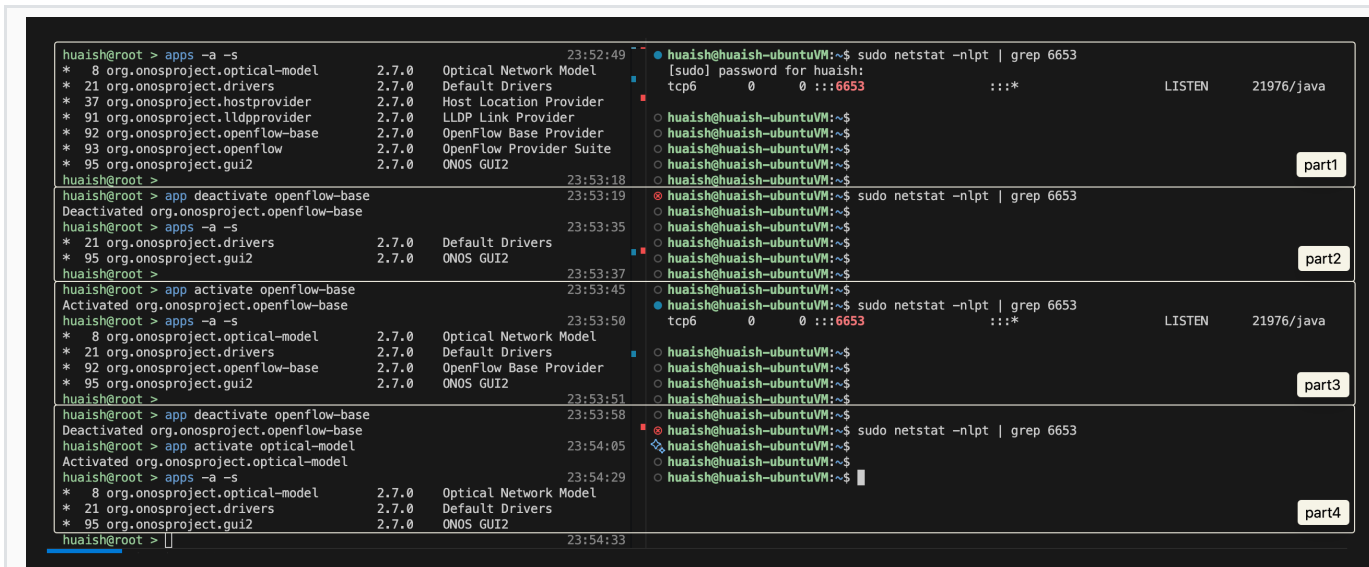 huaish@root > apps -a -s 23:52:49
* 8 org.onosproject.optical-model 2.7.0 Optical Network Model
* 21 org.onosproject.drivers 2.7.0 Default Drivers
* 37 org.onosproject.hostprovider 2.7.0 Host Location Provider
* 91 org.onosproject.lldpprovider 2.7.0 LLDP Link Provider
* 92 org.onosproject.openflow-base 2.7.0 OpenFlow Base Provider
* 93 org.onosproject.openflow 2.7.0 OpenFlow Provider Suite
* 95 org.onosproject.gui2 2.7.0 ONOS GUI2
huaish@root > 23:53:18
huaish@huaish-ubuntuVM:~$ sudo netstat -nlpt | grep 6653
[sudo] password for huaish:
tcp6 0 0 :::6653 :::* LISTEN 21976/java
huaish@huaish-ubuntuVM:~$
huaish@huaish-ubuntuVM:~$
huaish@huaish-ubuntuVM:~$
huaish@huaish-ubuntuVM:~$
huaish@huaish-ubuntuVM:~$
part1
huaish@root > app deactivate openflow-base 23:53:19
Deactivated org.onosproject.openflow-base
huaish@root > apps -a -s 23:53:35
* 21 org.onosproject.drivers 2.7.0 Default Drivers
* 95 org.onosproject.gui2 2.7.0 ONOS GUI2
huaish@root > 23:53:37
huaish@huaish-ubuntuVM:~$ sudo netstat -nlpt | grep 6653
huaish@huaish-ubuntuVM:~$
huaish@huaish-ubuntuVM:~$
huaish@huaish-ubuntuVM:~$
huaish@huaish-ubuntuVM:~$
huaish@huaish-ubuntuVM:~$
part2
huaish@root > app activate openflow-base 23:53:45
Activated org.onosproject.openflow-base
huaish@root > apps -a -s 23:53:50
* 8 org.onosproject.optical-model 2.7.0 Optical Network Model
* 21 org.onosproject.drivers 2.7.0 Default Drivers
* 92 org.onosproject.openflow-base 2.7.0 OpenFlow Base Provider
* 95 org.onosproject.gui2 2.7.0 ONOS GUI2
huaish@root > 23:53:51
huaish@huaish-ubuntuVM:~$
huaish@huaish-ubuntuVM:~$ sudo netstat -nlpt | grep 6653
tcp6 0 0 :::6653 :::* LISTEN 21976/java
huaish@huaish-ubuntuVM:~$
huaish@huaish-ubuntuVM:~$
huaish@huaish-ubuntuVM:~$
huaish@huaish-ubuntuVM:~$
part3
huaish@root > app deactivate openflow-base 23:53:58
Deactivated org.onosproject.openflow-base
huaish@root > app activate optical-model 23:54:05
Activated org.onosproject.optical-model
huaish@root > apps -a -s 23:54:29
* 8 org.onosproject.optical-model 2.7.0 Optical Network Model
* 21 org.onosproject.drivers 2.7.0 Default Drivers
* 95 org.onosproject.gui2 2.7.0 ONOS GUI2
huaish@root > 23:54:33
huaish@huaish-ubuntuVM:~$
huaish@huaish-ubuntuVM:~$ sudo netstat -nlpt | grep 6653
huaish@huaish-ubuntuVM:~$
huaish@huaish-ubuntuVM:~$
huaish@huaish-ubuntuVM:~$
part4